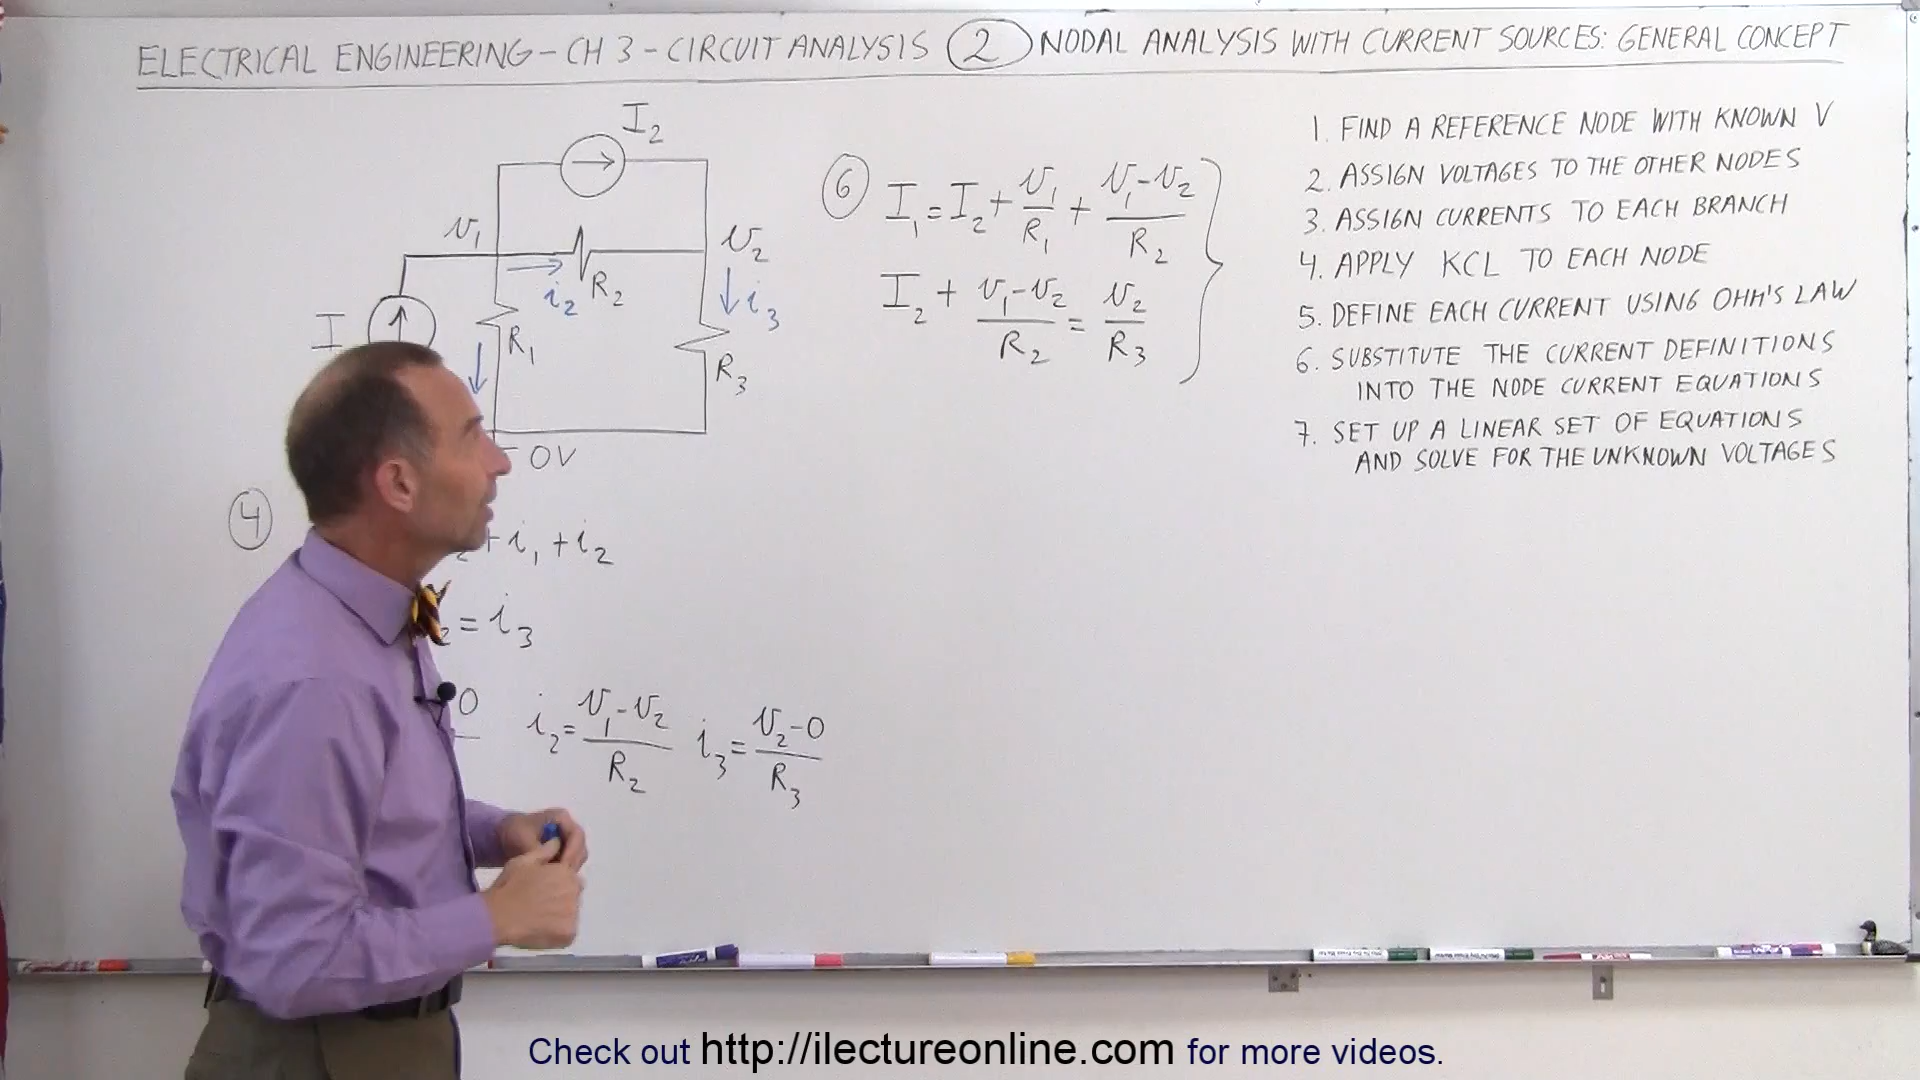 ELECTRICAL ENGINEERING - CH 3 - CIRCUIT ANALYSIS 2 NODAL ANALYSIS WITH CURRENT SOURCES: GENERAL CONCEPT
I₂
v₁
v₂
R₂
i₂
i₃
I
R₁
R₃
0V
4
+ i₁ + i₂
₂ = i₃
0
i₂ = (v₁ - v₂)/R₂
i₃ = (v₂ - 0)/R₃
6
I₁ = I₂ + v₁/R₁ + (v₁ - v₂)/R₂
I₂ + (v₁ - v₂)/R₂ = v₂/R₃
1. FIND A REFERENCE NODE WITH KNOWN V
2. ASSIGN VOLTAGES TO THE OTHER NODES
3. ASSIGN CURRENTS TO EACH BRANCH
4. APPLY KCL TO EACH NODE
5. DEFINE EACH CURRENT USING OHH'S LAW
6. SUBSTITUTE THE CURRENT DEFINITIONS
INTO THE NODE CURRENT EQUATIONS
7. SET UP A LINEAR SET OF EQUATIONS
AND SOLVE FOR THE UNKNOWN VOLTAGES
Check out http://ilectureonline.com for more videos.